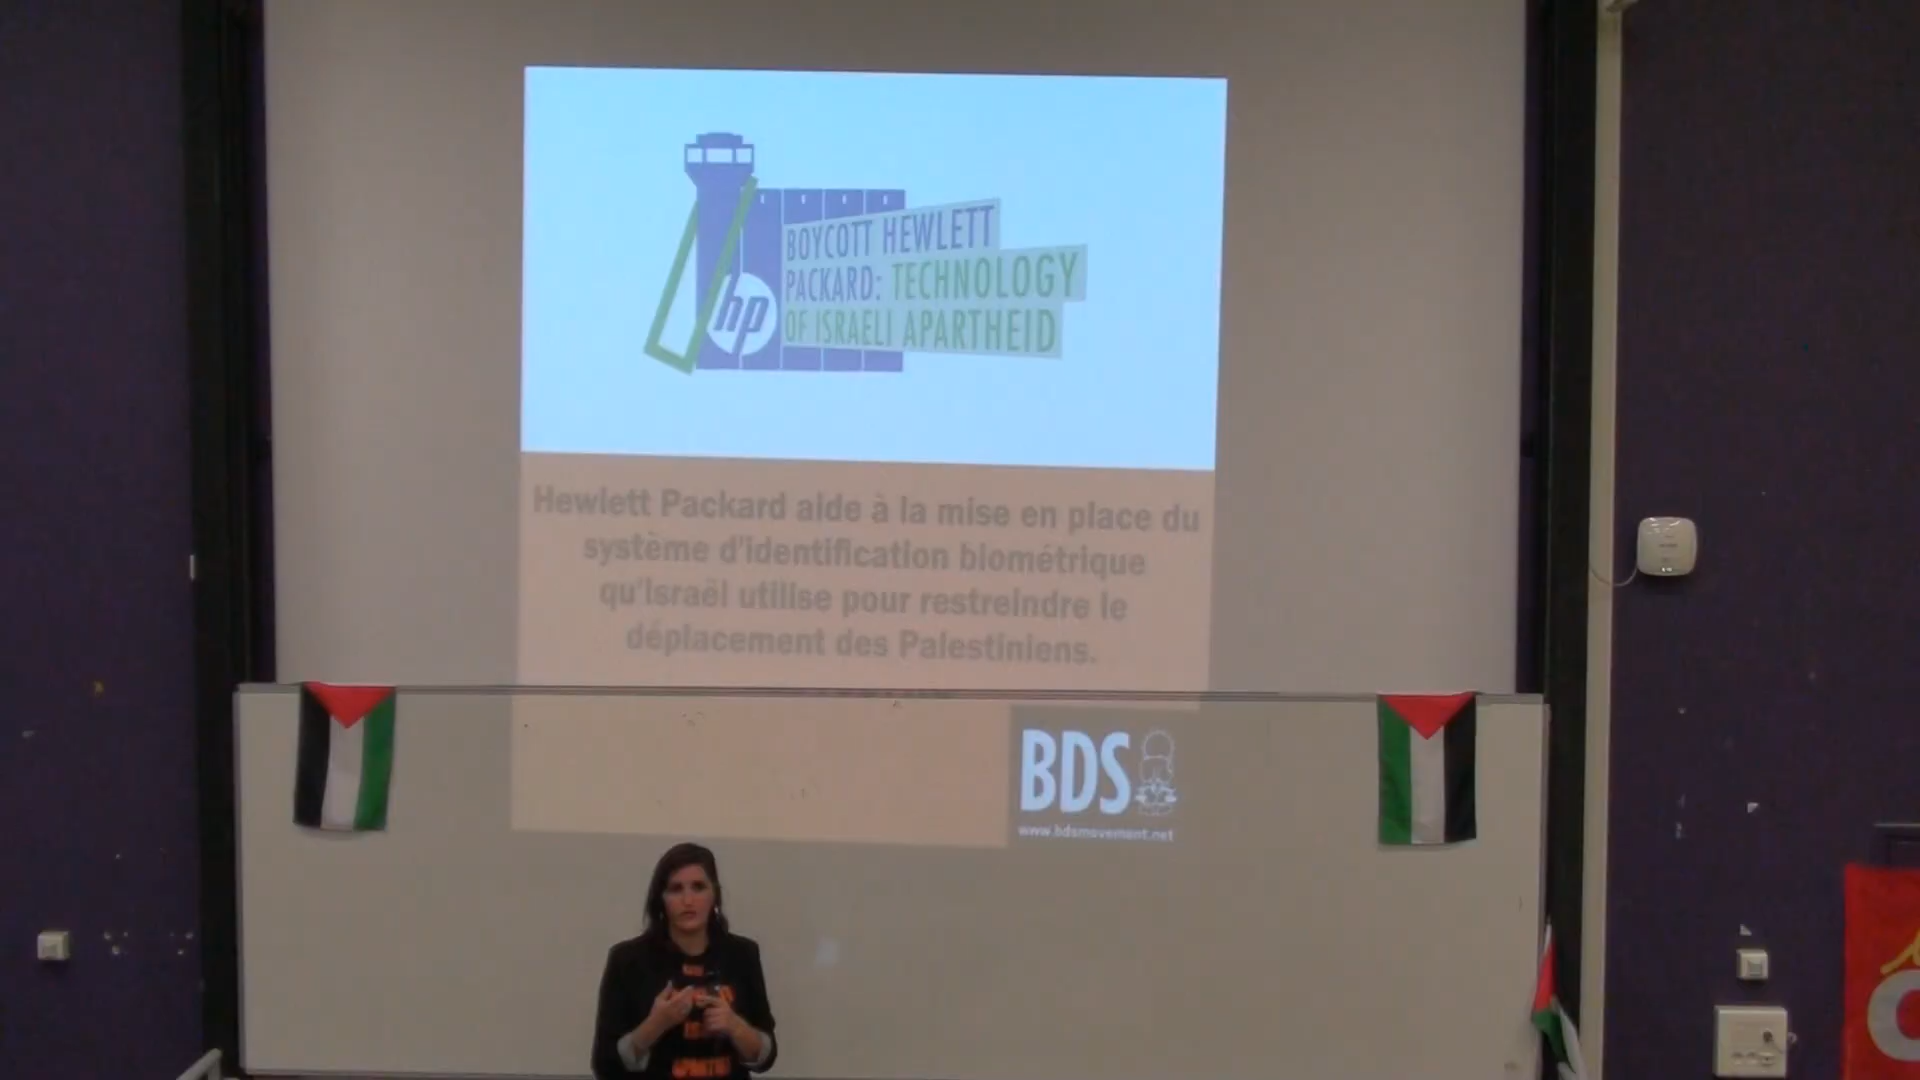 BOYCOTT HEWLETT
PACKARD: TECHNOLOGY
OF ISRAELI APARTHEID
hp
Hewlett Packard aide à la mise en place du
système d'identification biométrique
qu'Israël utilise pour restreindre le
déplacement des Palestiniens.
BDS
www.bdsmovement.net